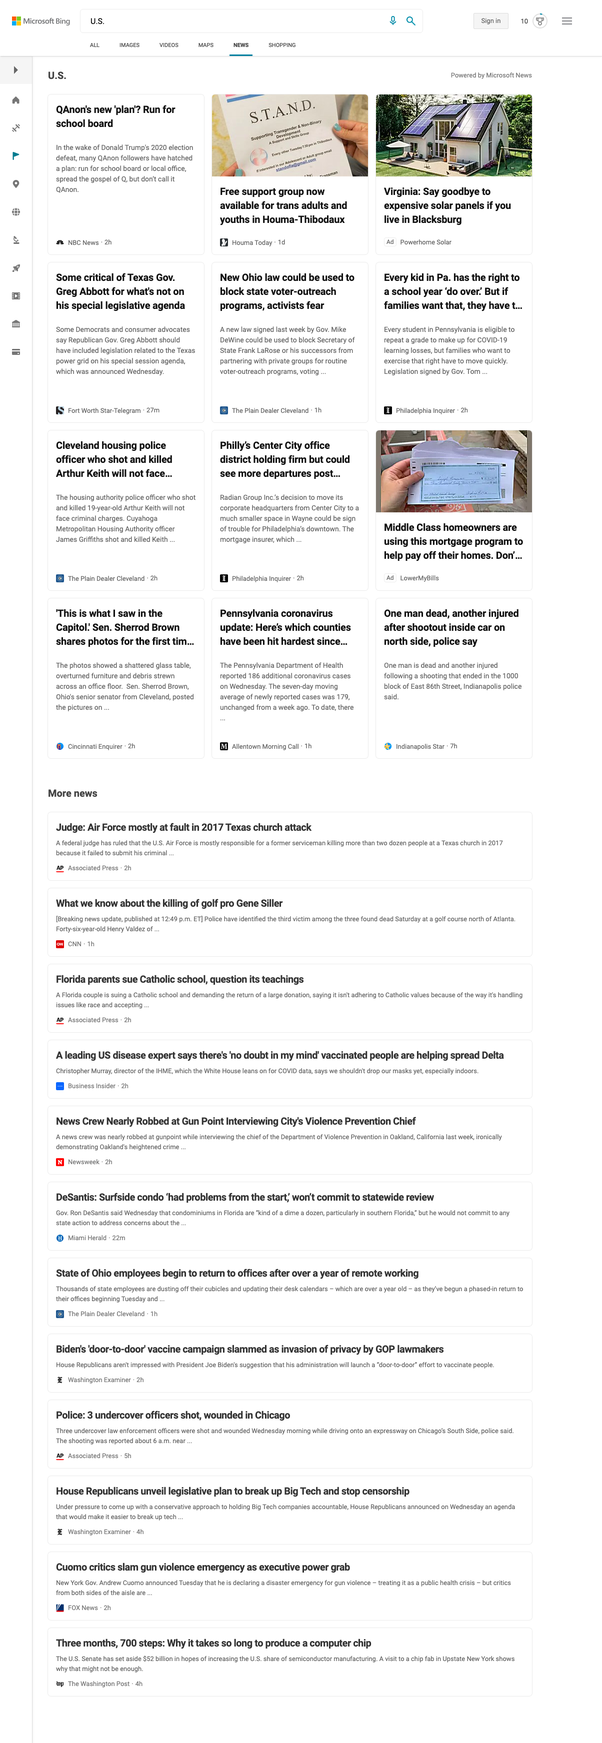 Microsoft Bing
U.S.
Sign in
10
ALL IMAGES VIDEOS MAPS NEWS SHOPPING
U.S.
Powered by Microsoft News
QAnon's new 'plan'? Run for
school board
In the wake of Donald Trump's 2020 election
defeat, many QAnon followers have hatched
a plan: run for school board or local office,
spread the gospel of Q, but don't call it
QAnon.
NBC News · 2h
S.T.A.N.D.
Supporting Transgender and Non-Binary
Development
Free support group now
available for trans adults and
youths in Houma-Thibodaux
Houma Today · 1d
Virginia: Say goodbye to
expensive solar panels if you
live in Blacksburg
Ad Powerhome Solar
Some critical of Texas Gov.
Greg Abbott for what's not on
his special legislative agenda
Some Democrats and consumer advocates
say Republican Gov. Greg Abbott should
have included legislation related to the Texas
power grid on his special session agenda,
which was announced Wednesday.
Fort Worth Star-Telegram · 27m
New Ohio law could be used to
block state voter-outreach
programs, activists fear
A new law signed last week by Gov. Mike
DeWine could be used to block Secretary of
State Frank LaRose or his successors from
partnering with private groups for routine
voter-outreach programs, voting ...
The Plain Dealer Cleveland · 1h
Every kid in Pa. has the right to
a school year ‘do over.’ But if
families want that, they have t...
Every student in Pennsylvania is eligible to
repeat a grade to make up for COVID-19
learning losses, but families who want to
exercise that right have to move quickly.
Legislation signed by Gov. Tom ...
Philadelphia Inquirer · 2h
Cleveland housing police
officer who shot and killed
Arthur Keith will not face...
The housing authority police officer who shot
and killed 19-year-old Arthur Keith will not
face criminal charges. Cuyahoga
Metropolitan Housing Authority officer
James Griffiths shot and killed Keith ...
The Plain Dealer Cleveland · 2h
Philly’s Center City office
district holding firm but could
see more departures post...
Radian Group Inc.’s decision to move its
corporate headquarters from Center City to a
much smaller space in Wayne could be sign
of trouble for Philadelphia’s downtown. The
mortgage insurer, which ...
Philadelphia Inquirer · 2h
Middle Class homeowners are
using this mortgage program to
help pay off their homes. Don’...
Ad LowerMyBills
'This is what I saw in the
Capitol.' Sen. Sherrod Brown
shares photos for the first tim...
The photos showed a shattered glass table,
overturned furniture and debris strewn
across an office floor. Sen. Sherrod Brown,
Ohio's senior senator from Cleveland, posted
the pictures on ...
Cincinnati Enquirer · 2h
Pennsylvania coronavirus
update: Here’s which counties
have been hit hardest since...
The Pennsylvania Department of Health
reported 186 additional coronavirus cases
on Wednesday. The seven-day moving
average of newly reported cases was 179,
unchanged from a week ago. To date, there
...
Allentown Morning Call · 1h
One man dead, another injured
after shootout inside car on
north side, police say
One man is dead and another injured
following a shooting that ended in the 1000
block of East 86th Street, Indianapolis police
said.
Indianapolis Star · 7h
More news
Judge: Air Force mostly at fault in 2017 Texas church attack
A federal judge has ruled that the U.S. Air Force is mostly responsible for a former serviceman killing more than two dozen people at a Texas church in 2017
because it failed to submit his criminal ...
AP Associated Press · 2h
What we know about the killing of golf pro Gene Siller
[Breaking news update, published at 12:49 p.m. ET] Police have identified the third victim among the three found dead Saturday at a golf course north of Atlanta.
Forty-six-year-old Henry Valdez of ...
CNN · 1h
Florida parents sue Catholic school, question its teachings
A Florida couple is suing a Catholic school and demanding the return of a large donation, saying it isn't adhering to Catholic values because of the way it's handling
issues like race and accepting ...
AP Associated Press · 2h
A leading US disease expert says there's 'no doubt in my mind' vaccinated people are helping spread Delta
Christopher Murray, director of the IHME, which the White House leans on for COVID data, says we shouldn't drop our masks yet, especially indoors.
Business Insider · 2h
News Crew Nearly Robbed at Gun Point Interviewing City's Violence Prevention Chief
A news crew was nearly robbed at gunpoint while interviewing the chief of the Department of Violence Prevention in Oakland, California last week, ironically
demonstrating Oakland's heightened crime ...
N Newsweek · 2h
DeSantis: Surfside condo ‘had problems from the start,’ won’t commit to statewide review
Gov. Ron DeSantis said Wednesday that condominiums in Florida are “kind of a dime a dozen, particularly in southern Florida,” but he would not commit to any
state action to address concerns about the ...
Miami Herald · 22m
State of Ohio employees begin to return to offices after over a year of remote working
Thousands of state employees are dusting off their cubicles and updating their desk calendars – which are over a year old – as they’ve begun a phased-in return to
their offices beginning Tuesday and ...
The Plain Dealer Cleveland · 1h
Biden's 'door-to-door' vaccine campaign slammed as invasion of privacy by GOP lawmakers
House Republicans aren't impressed with President Joe Biden's suggestion that his administration will launch a "door-to-door" effort to vaccinate people.
Washington Examiner · 2h
Police: 3 undercover officers shot, wounded in Chicago
Three undercover law enforcement officers were shot and wounded Wednesday morning while driving onto an expressway on Chicago's South Side, police said.
The shooting was reported about 6 a.m. near ...
AP Associated Press · 5h
House Republicans unveil legislative plan to break up Big Tech and stop censorship
Under pressure to come up with a conservative approach to holding Big Tech companies accountable, House Republicans announced on Wednesday an agenda
that would make it easier to break up tech ...
Washington Examiner · 4h
Cuomo critics slam gun violence emergency as executive power grab
New York Gov. Andrew Cuomo announced Tuesday that he is declaring a disaster emergency for gun violence – treating it as a public health crisis – but critics
from both sides of the aisle are ...
FOX News · 2h
Three months, 700 steps: Why it takes so long to produce a computer chip
The U.S. Senate has set aside $52 billion in hopes of increasing the U.S. share of semiconductor manufacturing. A visit to a chip fab in Upstate New York shows
why that might not be enough.
wp The Washington Post · 4h